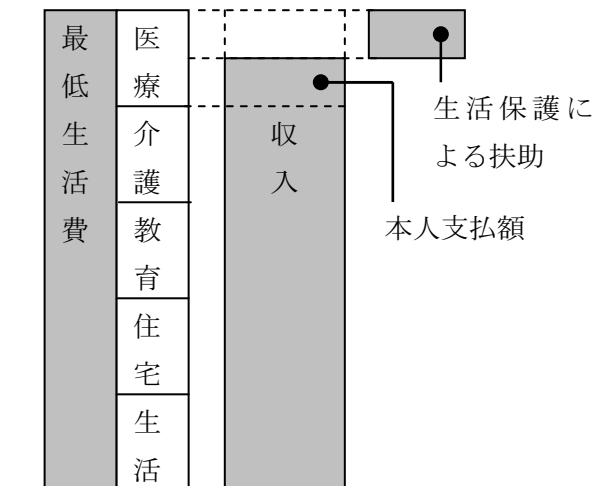 最低生活費
医療
介護
教育
住宅
生活
収入
生活保護に
よる扶助
本人支払額